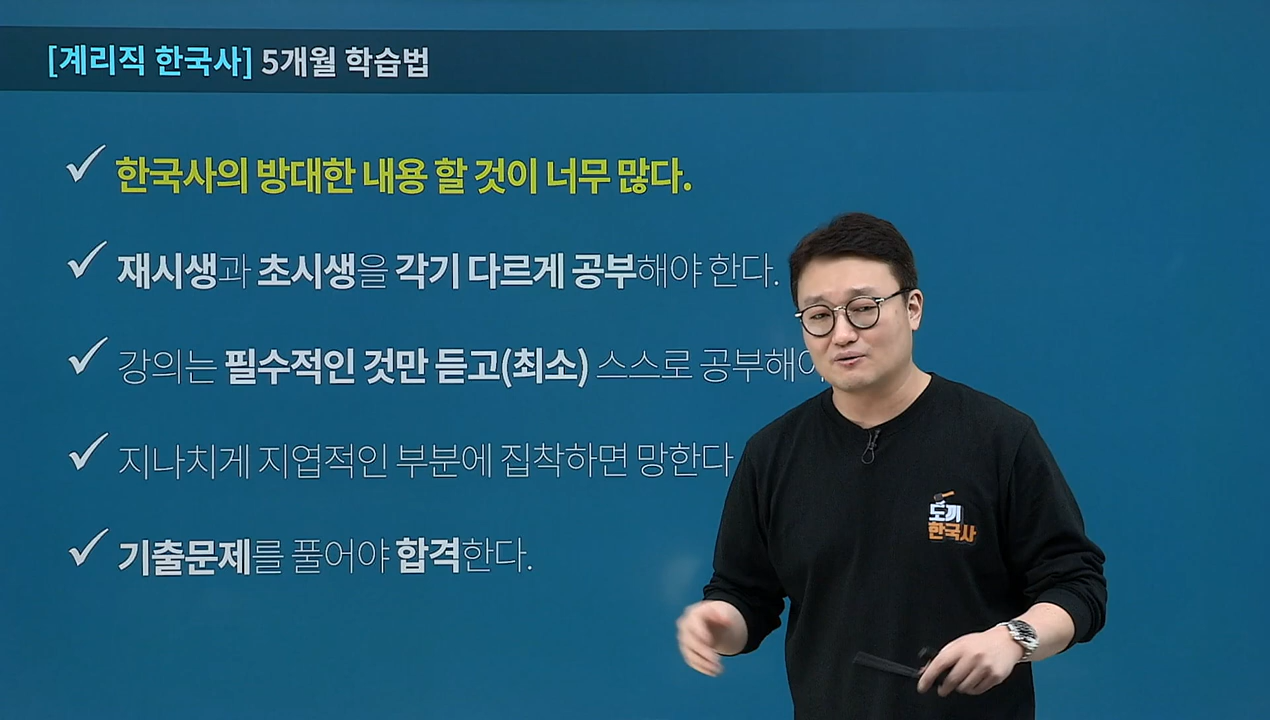 [계리직 한국사] 5개월 학습법
한국사의 방대한 내용 할 것이 너무 많다.
재시생과 초시생을 각기 다르게 공부해야 한다.
강의는 필수적인 것만 듣고(최소) 스스로 공부해야
지나치게 지엽적인 부분에 집착하면 망한다
기출문제를 풀어야 합격한다.
도끼
한국사